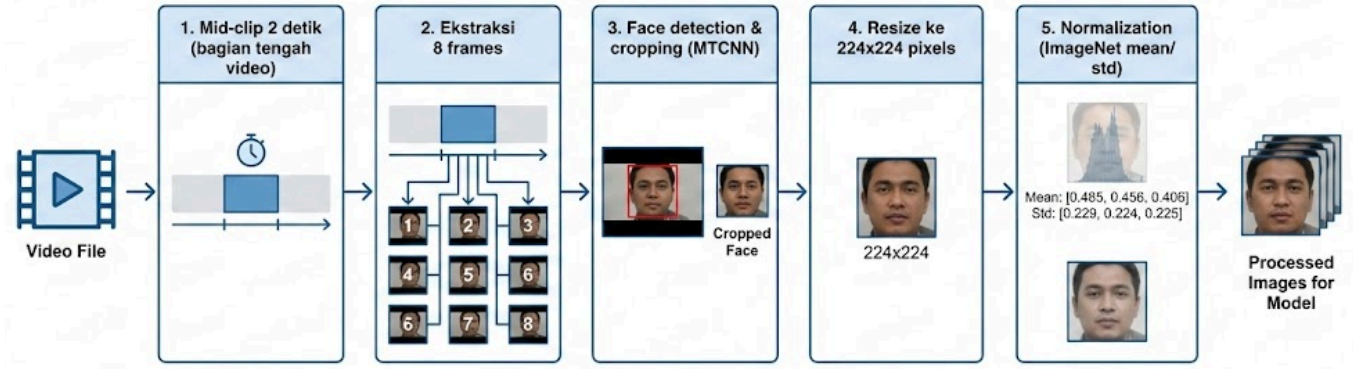 Video File
1. Mid-clip 2 detik
(bagian tengah
video)
2. Ekstraksi
8 frames
1
2
3
4
5
6
6
7
8
3. Face detection &
cropping (MTCNN)
Cropped
Face
4. Resize ke
224x224 pixels
224x224
5. Normalization
(ImageNet mean/
std)
Mean: [0.485, 0.456, 0.406]
Std: [0.229, 0.224, 0.225]
Processed
Images for
Model